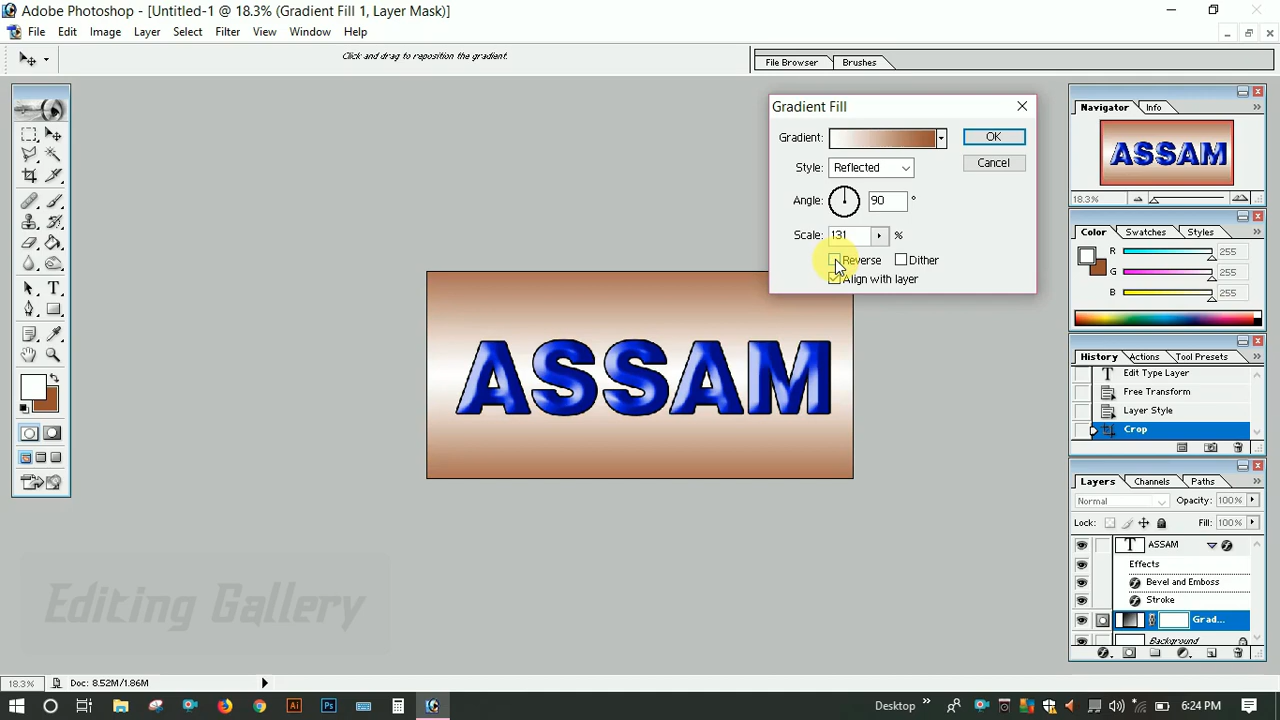 Adobe Photoshop - [Untitled-1 @ 18.3% (Gradient Fill 1, Layer Mask)]
File Edit Image Layer Select Filter View Window Help
Click and drag to reposition the gradient.
File Browser Brushes
Gradient Fill
Gradient: OK
Style: Reflected Cancel
Angle: 90 °
Scale: 131 %
Reverse Dither
Align with layer
Navigator Info
ASSAM
18.3%
Color Swatches Styles
R 255
G 255
B 255
ASSAM
History Actions Tool Presets
Edit Type Layer
Free Transform
Layer Style
Crop
Layers Channels Paths
Normal Opacity: 100%
Lock: Fill: 100%
T ASSAM
Effects
Bevel and Emboss
Stroke
Grad...
Background
Editing Gallery
18.3% Doc: 8.52M/1.86M
Desktop 6:24 PM